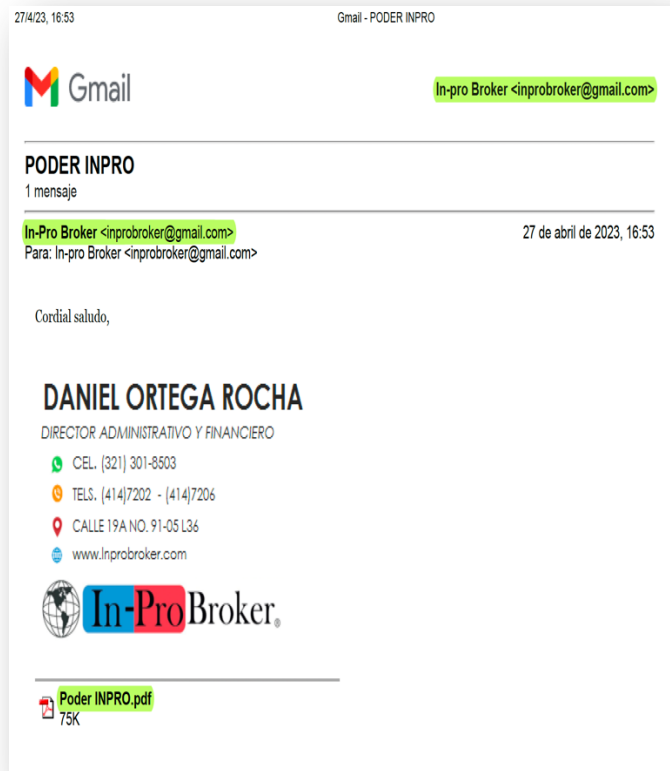 27/4/23, 16:53 Gmail - PODER INPRO
Gmail
In-pro Broker <inprobroker@gmail.com>
PODER INPRO
1 mensaje
In-Pro Broker <inprobroker@gmail.com> 27 de abril de 2023, 16:53
Para: In-pro Broker <inprobroker@gmail.com>
Cordial saludo,
DANIEL ORTEGA ROCHA
DIRECTOR ADMINISTRATIVO Y FINANCIERO
CEL. (321) 301-8503
TELS. (414)7202 - (414)7206
CALLE 19A NO. 91-05 L36
www.Inprobroker.com
In-ProBroker®
Poder INPRO.pdf
75K